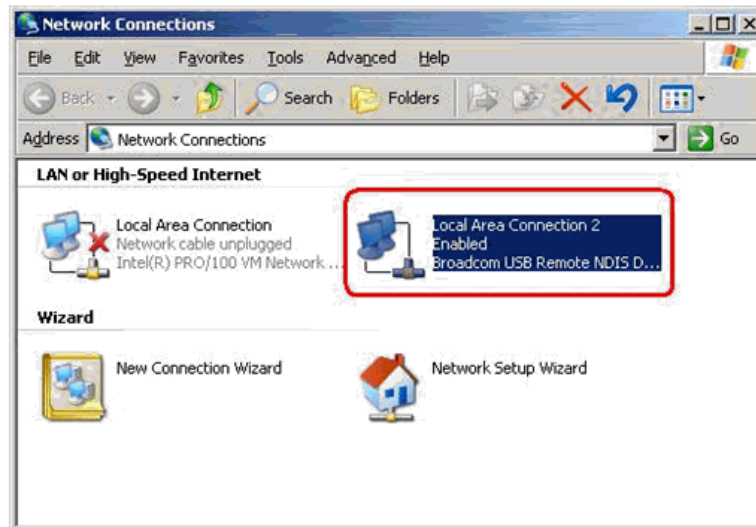 Network Connections
File Edit View Favorites Tools Advanced Help
Back Search Folders
Address Network Connections Go
LAN or High-Speed Internet
Local Area Connection
Network cable unplugged
Intel(R) PRO/100 VM Network ...
Local Area Connection 2
Enabled
Broadcom USB Remote NDIS D...
Wizard
New Connection Wizard
Network Setup Wizard